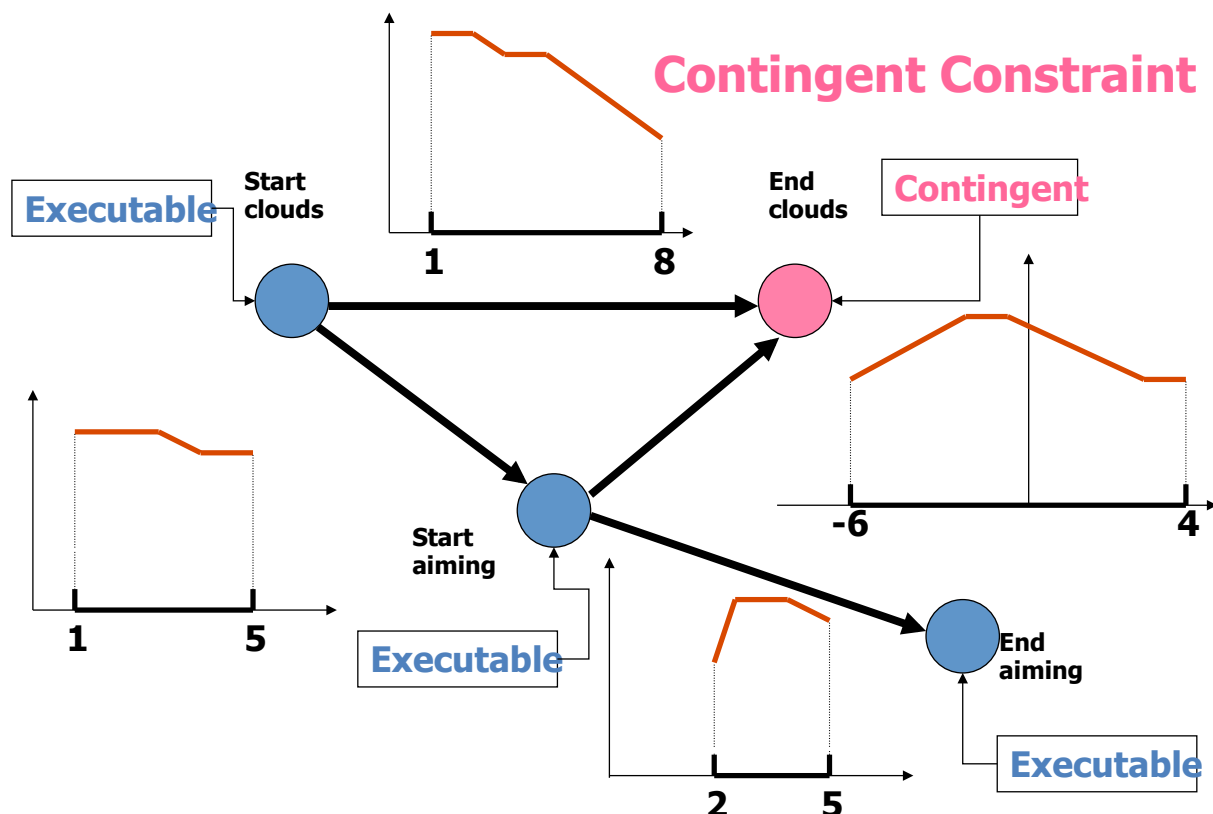 Contingent Constraint
Start
clouds
End
clouds
Executable
Contingent
1
8
-6
4
1
5
Start
aiming
Executable
End
aiming
2
5
Executable